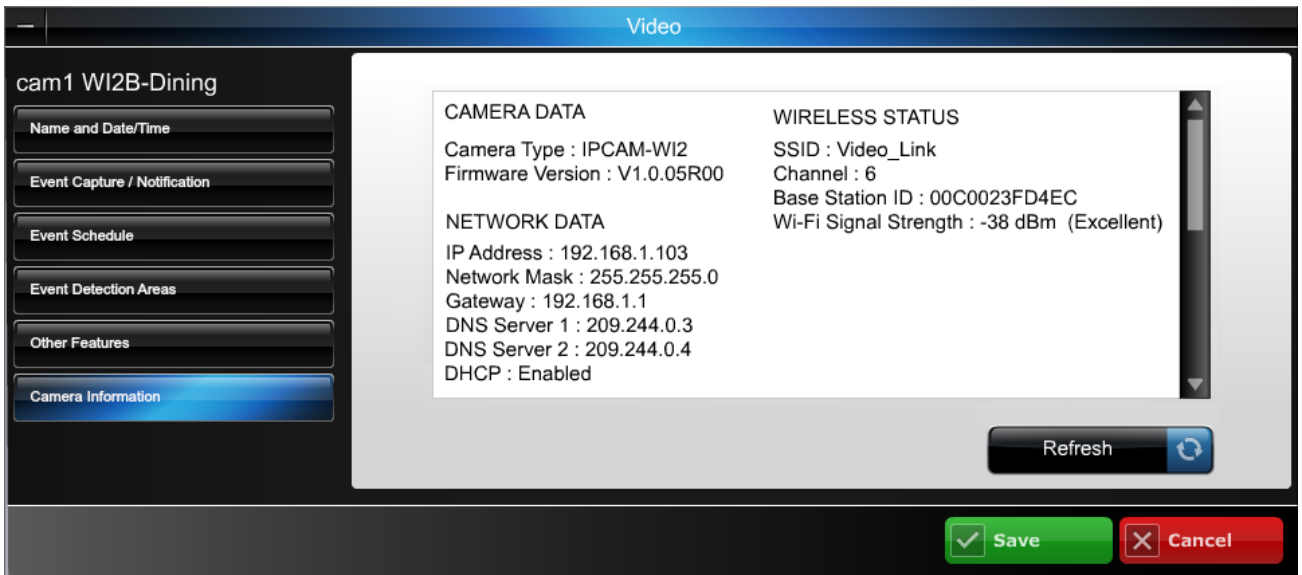 Video
cam1 WI2B-Dining
Name and Date/Time
Event Capture / Notification
Event Schedule
Event Detection Areas
Other Features
Camera Information
CAMERA DATA
Camera Type : IPCAM-WI2
Firmware Version : V1.0.05R00
NETWORK DATA
IP Address : 192.168.1.103
Network Mask : 255.255.255.0
Gateway : 192.168.1.1
DNS Server 1 : 209.244.0.3
DNS Server 2 : 209.244.0.4
DHCP : Enabled
WIRELESS STATUS
SSID : Video_Link
Channel : 6
Base Station ID : 00C0023FD4EC
Wi-Fi Signal Strength : -38 dBm (Excellent)
Refresh
Save
Cancel